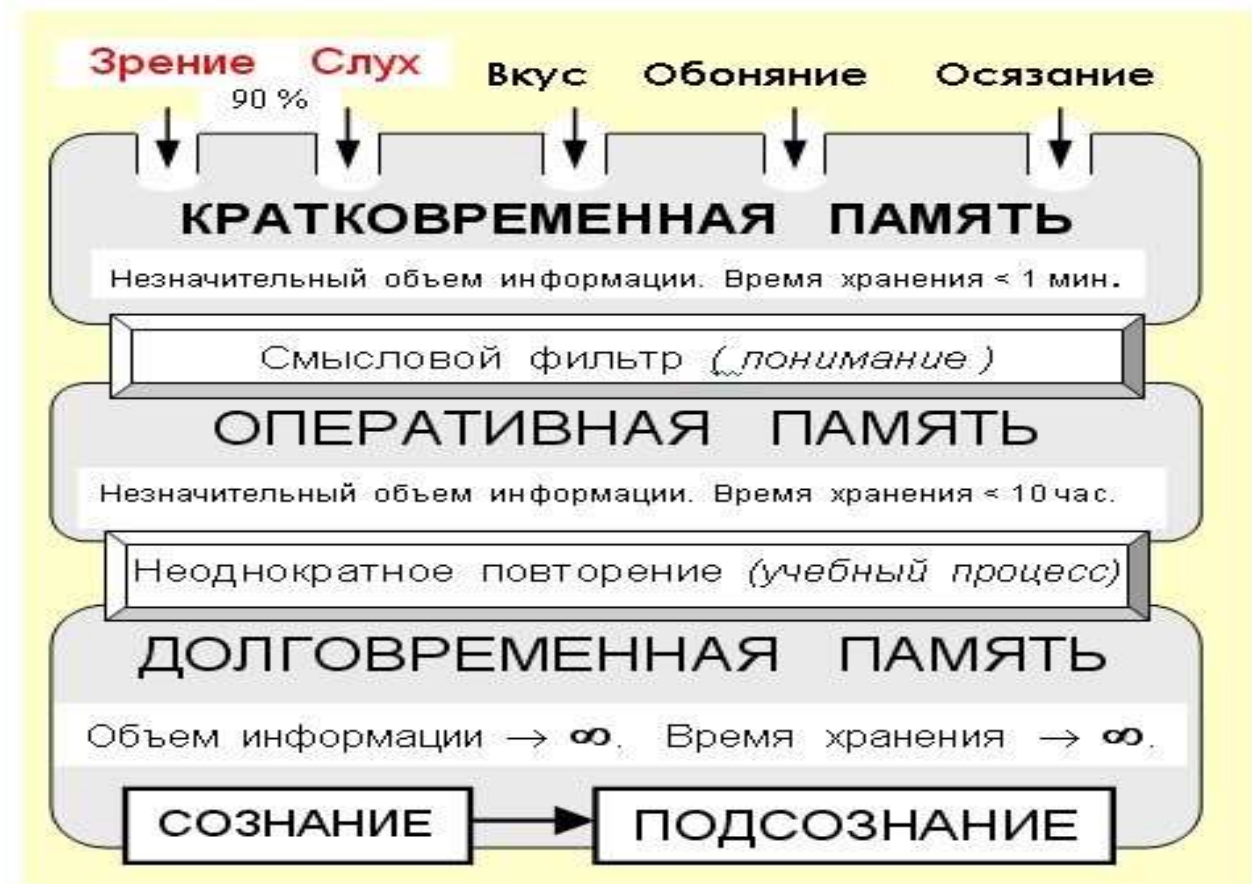 Зрение Слух Вкус Обоняние Осязание
90 %
КРАТКОВРЕМЕННАЯ ПАМЯТЬ
Незначительный объем информации. Время хранения < 1 мин.
Смысловой фильтр ( понимание )
ОПЕРАТИВНАЯ ПАМЯТЬ
Незначительный объем информации. Время хранения < 10 час.
Неоднократное повторение (учебный процесс)
ДОЛГОВРЕМЕННАЯ ПАМЯТЬ
Объем информации → ∞. Время хранения → ∞.
СОЗНАНИЕ ПОДСОЗНАНИЕ